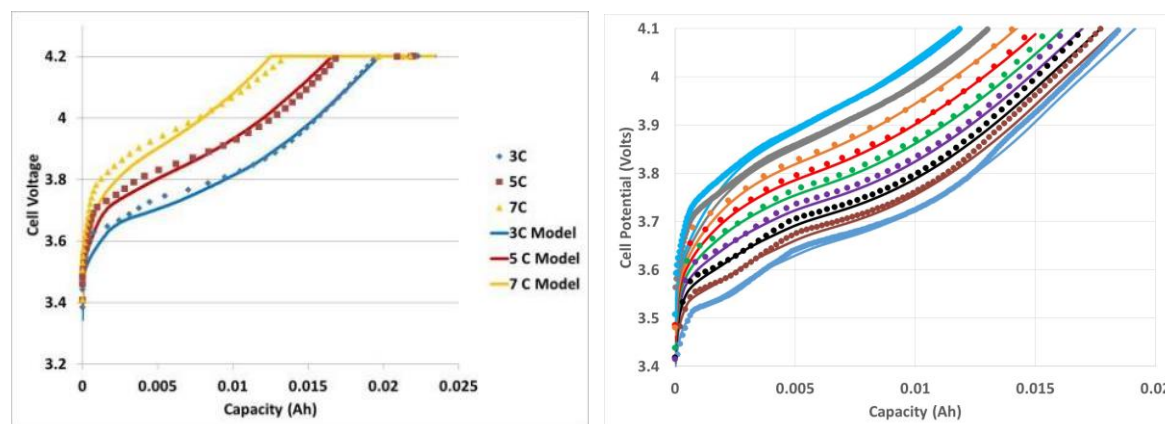 4.2
4
3.8
3.6
3.4
3.2
Cell Voltage
0
0.005
0.01
0.015
0.02
0.025
Capacity (Ah)
3C
5C
7C
3C Model
5 C Model
7 C Model
4.1
4
3.9
3.8
3.7
3.6
3.5
3.4
Cell Potential (Volts)
0
0.005
0.01
0.015
0.02
Capacity (Ah)